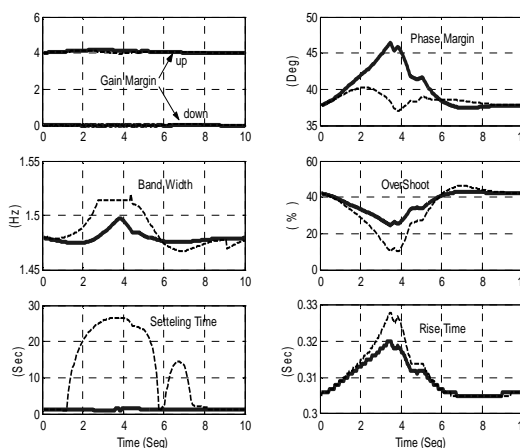 6
4
2
0
up
Gain Margin
down
0 2 4 6 8 10
50
45
40
35
(Deg)
Phase Margin
0 2 4 6 8 10
1.55
1.5
1.45
(Hz)
Band Width
0 2 4 6 8 10
60
40
20
0
(%)
OverShoot
0 2 4 6 8 10
30
20
10
0
(Sec)
Setteling Time
0 2 4 6 8 10
Time (Seg)
0.33
0.32
0.31
0.3
(Sec)
Rise Time
0 2 4 6 8 10
Time (Seg)